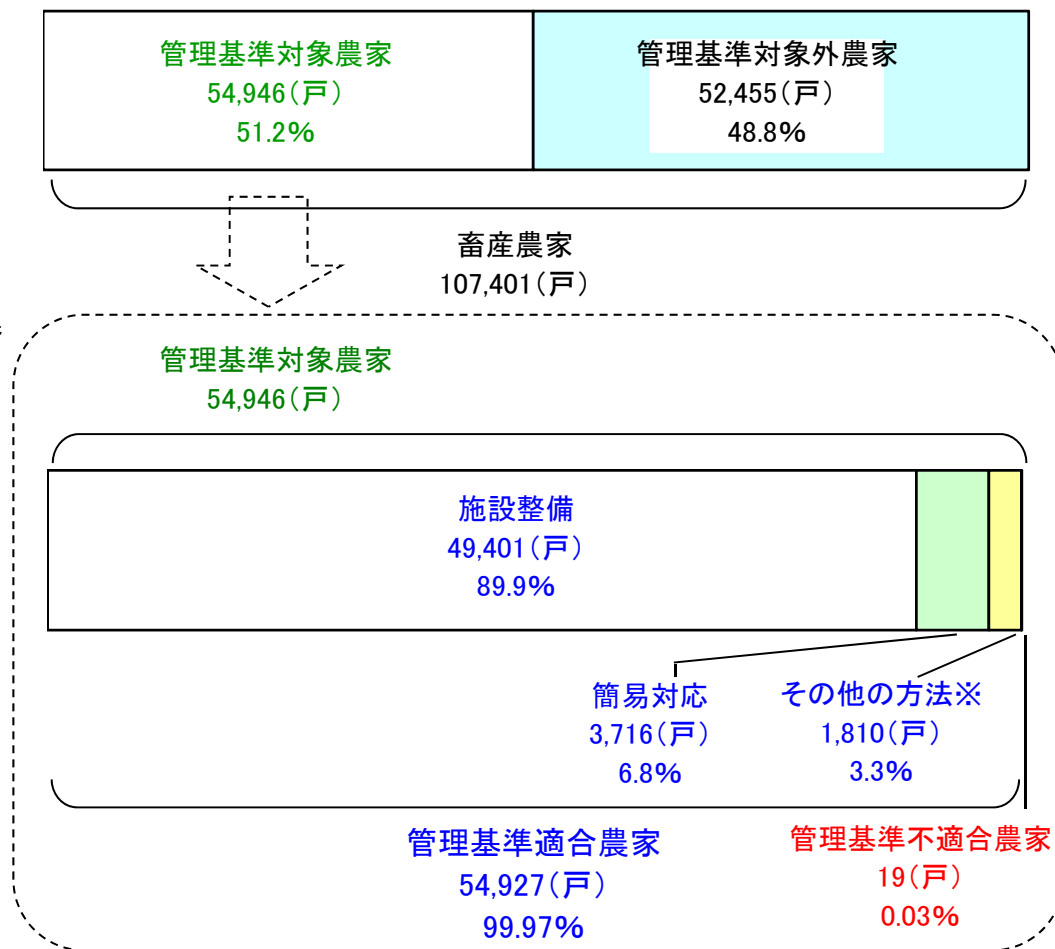 管理基準対象農家
54,946(戸)
51.2%
管理基準対象外農家
52,455(戸)
48.8%
畜産農家
107,401(戸)
管理基準対象農家
54,946(戸)
施設整備
49,401(戸)
89.9%
簡易対応
3,716(戸)
6.8%
その他の方法※
1,810(戸)
3.3%
管理基準適合農家
54,927(戸)
99.97%
管理基準不適合農家
19(戸)
0.03%